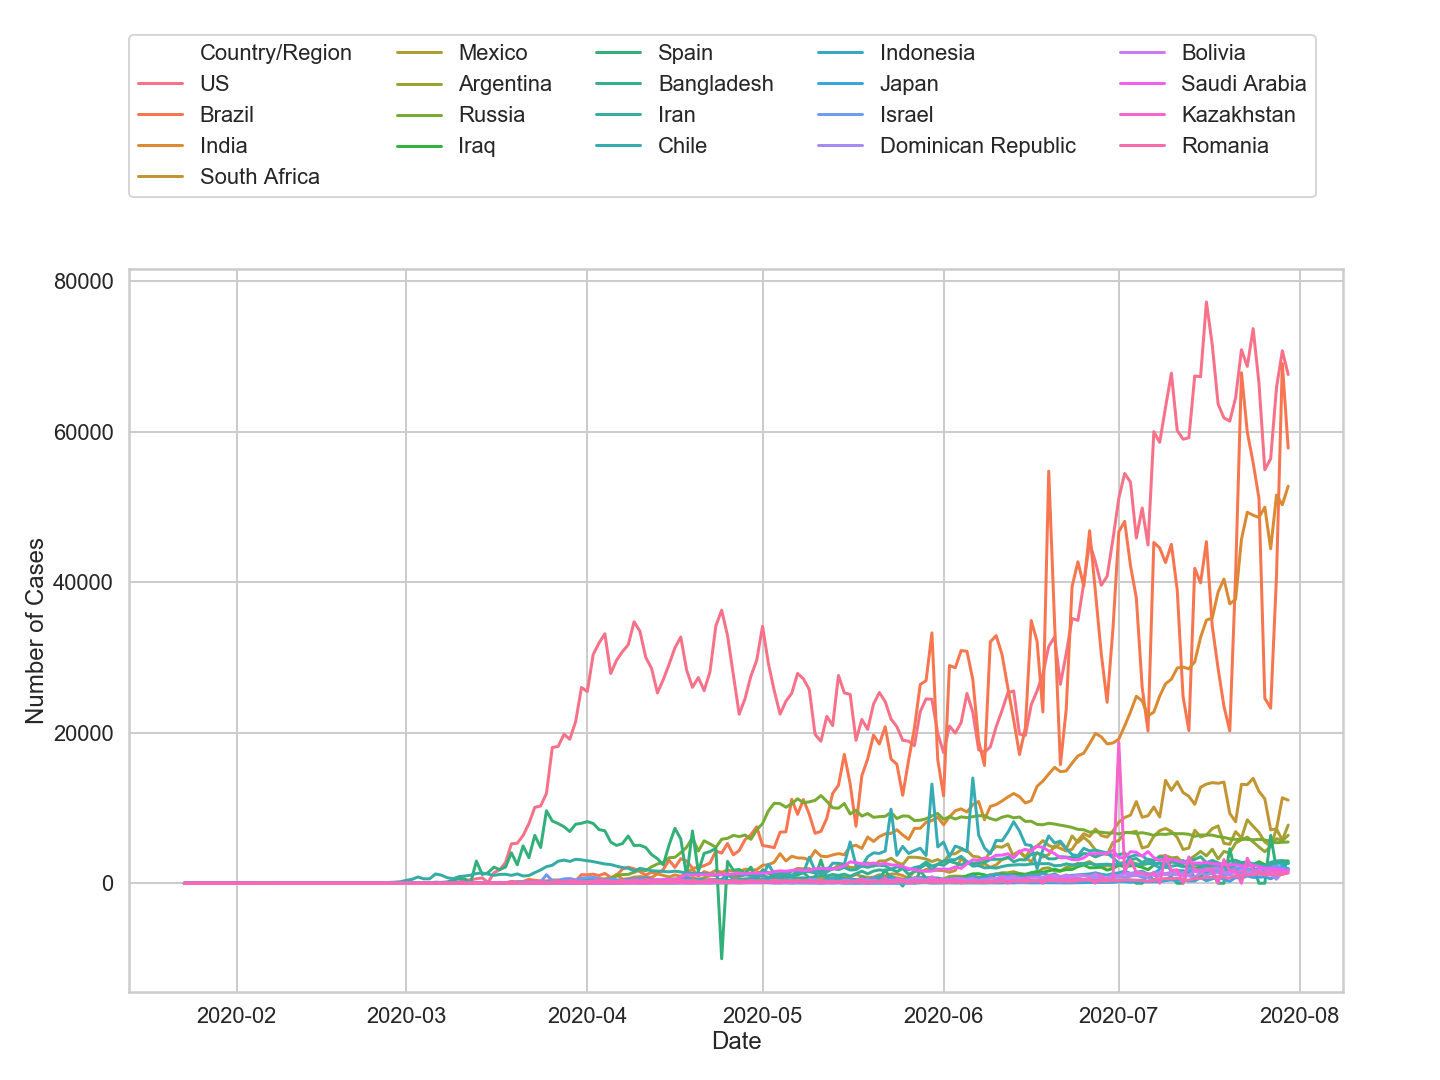 Country/Region
US
Brazil
India
South Africa
Mexico
Argentina
Russia
Iraq
Spain
Bangladesh
Iran
Chile
Indonesia
Japan
Israel
Dominican Republic
Bolivia
Saudi Arabia
Kazakhstan
Romania
80000
60000
40000
20000
0
Number of Cases
2020-02 2020-03 2020-04 2020-05 2020-06 2020-07 2020-08
Date